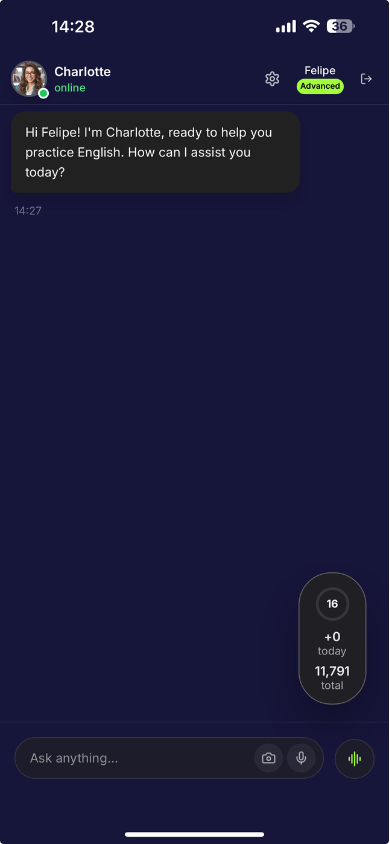 14:28
36
Charlotte
online
Felipe
Advanced
Hi Felipe! I'm Charlotte, ready to help you
practice English. How can I assist you
today?
14:27
16
+0
today
11,791
total
Ask anything...